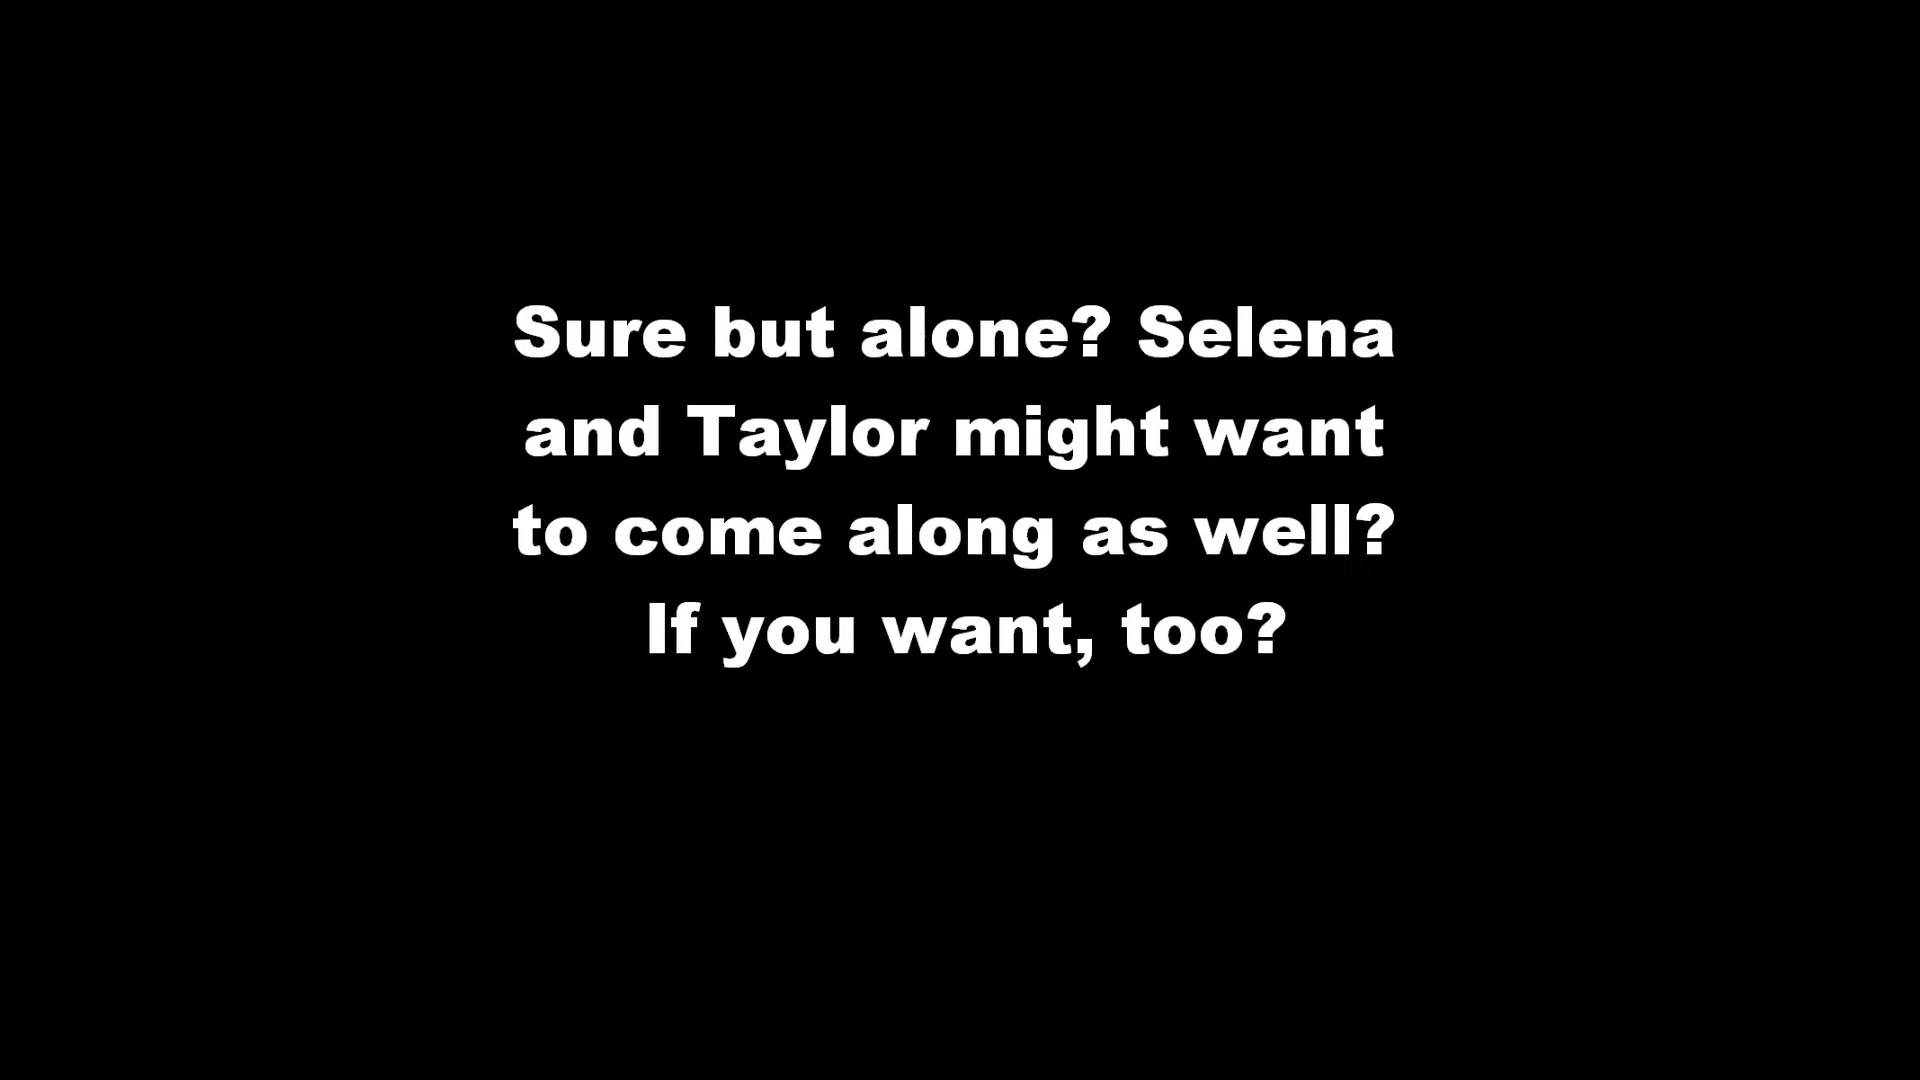 Sure but alone? Selena
and Taylor might want
to come along as well?
If you want, too?